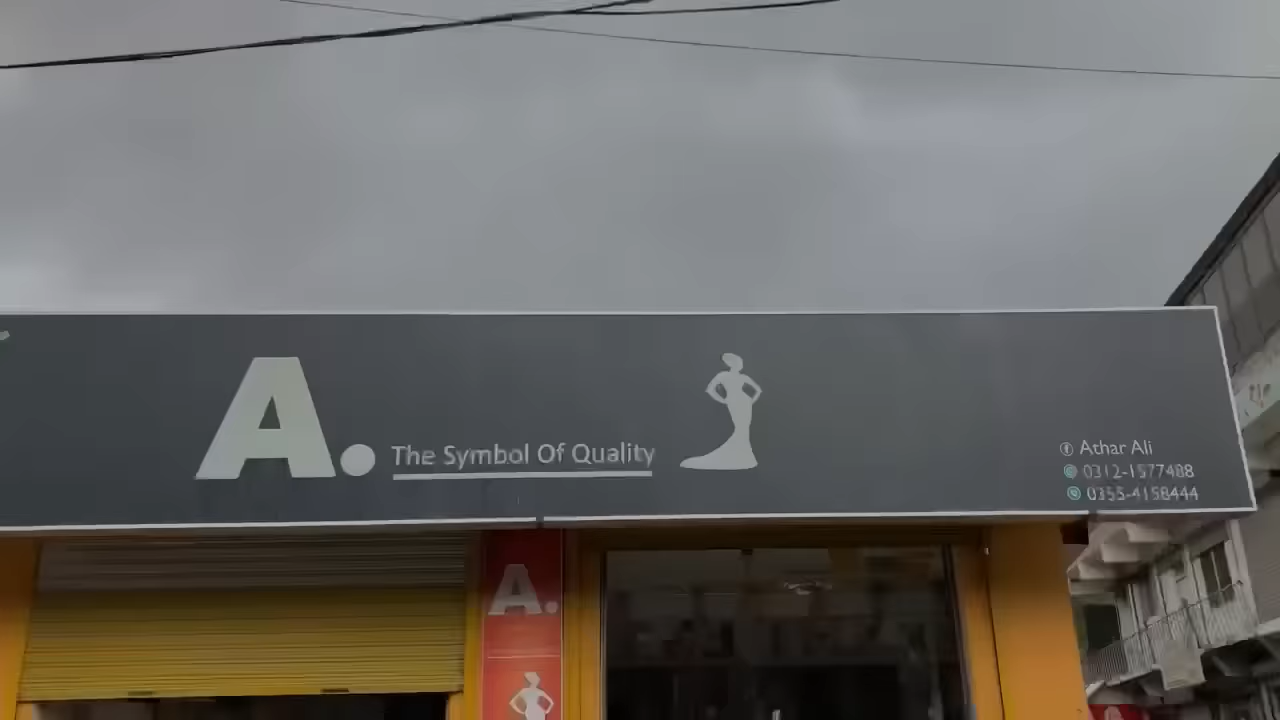 A.
The Symbol Of Quality
Athar Ali
0312-1577488
0355-4158444
A.